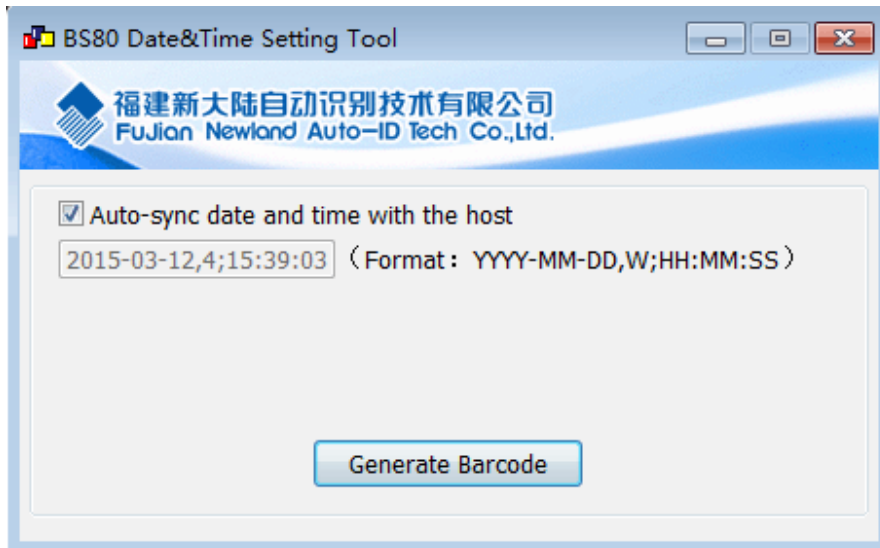 BS80 Date&Time Setting Tool
福建新大陆自动识别技术有限公司
FuJian Newland Auto-ID Tech Co.,Ltd.
Auto-sync date and time with the host
2015-03-12,4;15:39:03 （Format：YYYY-MM-DD,W;HH:MM:SS）
Generate Barcode